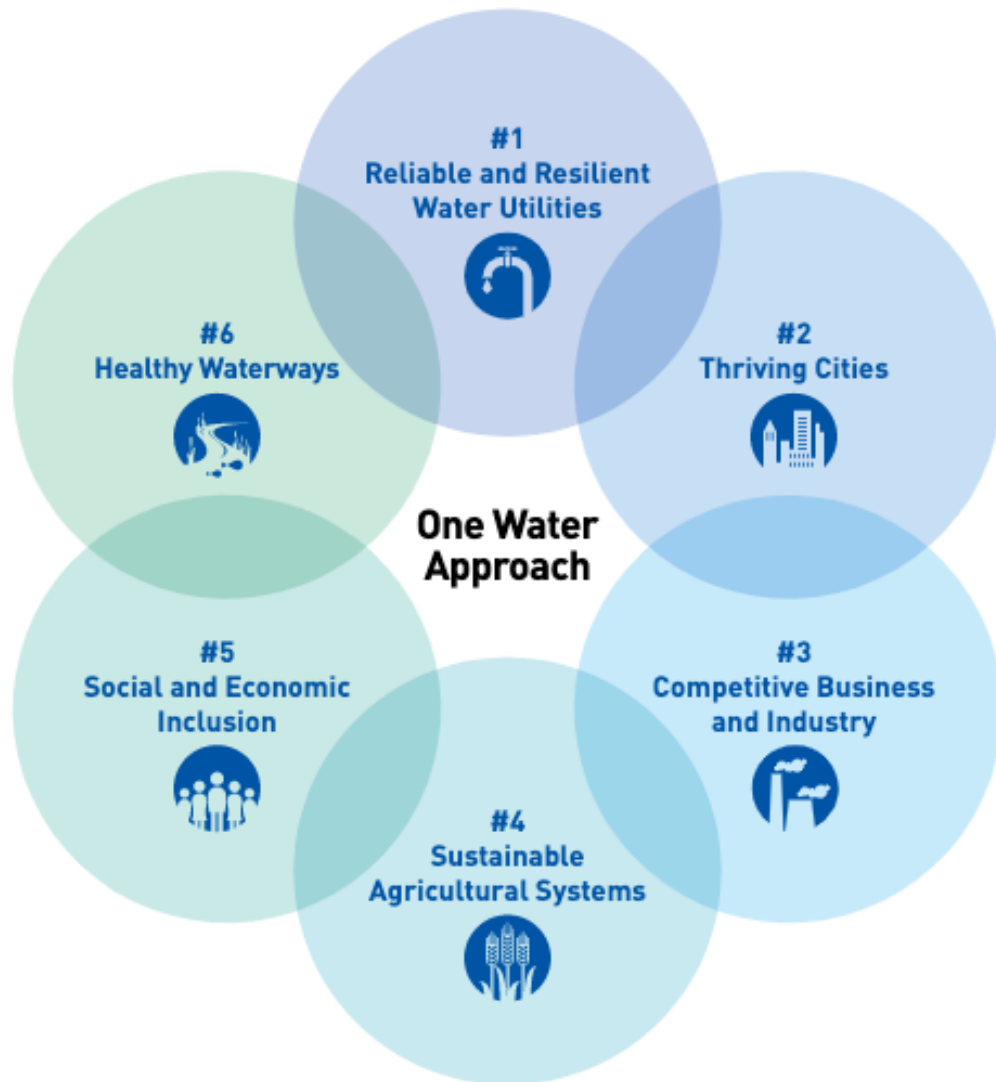 #1
Reliable and Resilient
Water Utilities
#2
Thriving Cities
#3
Competitive Business
and Industry
#4
Sustainable
Agricultural Systems
#5
Social and Economic
Inclusion
#6
Healthy Waterways
One Water
Approach